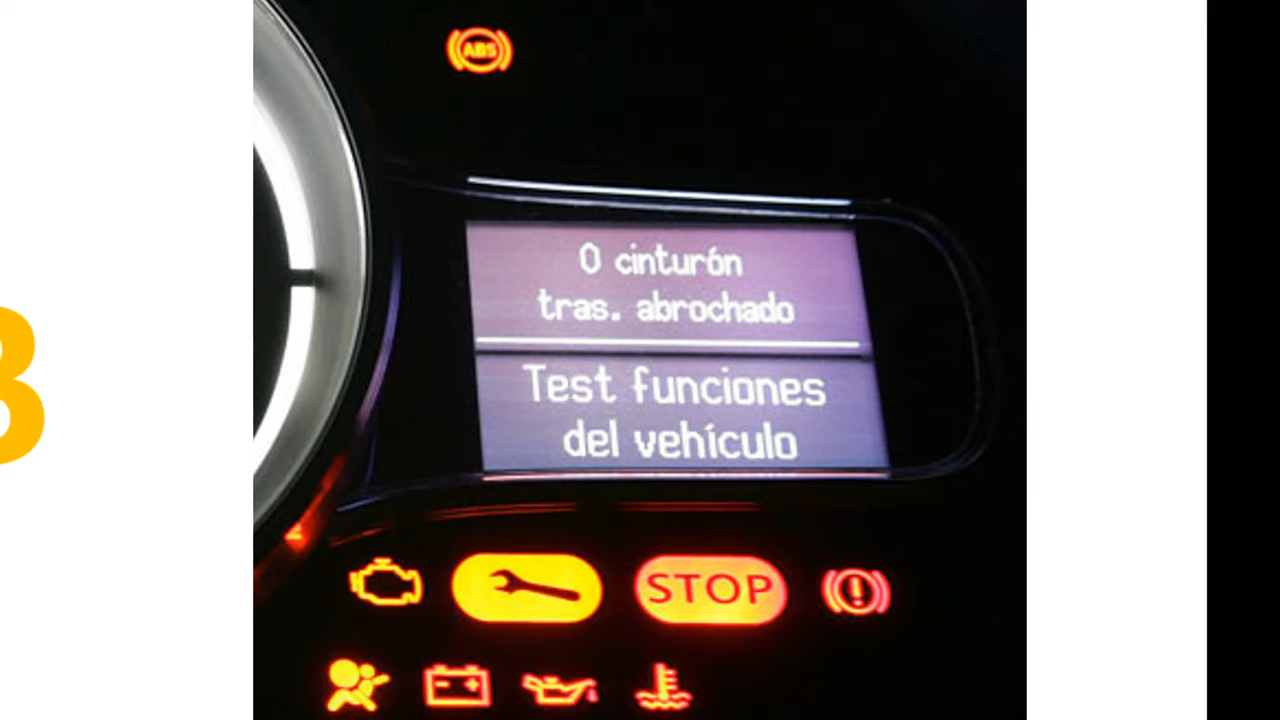 ABS
0 cinturón
tras. abrochado
Test funciones
del vehículo
STOP